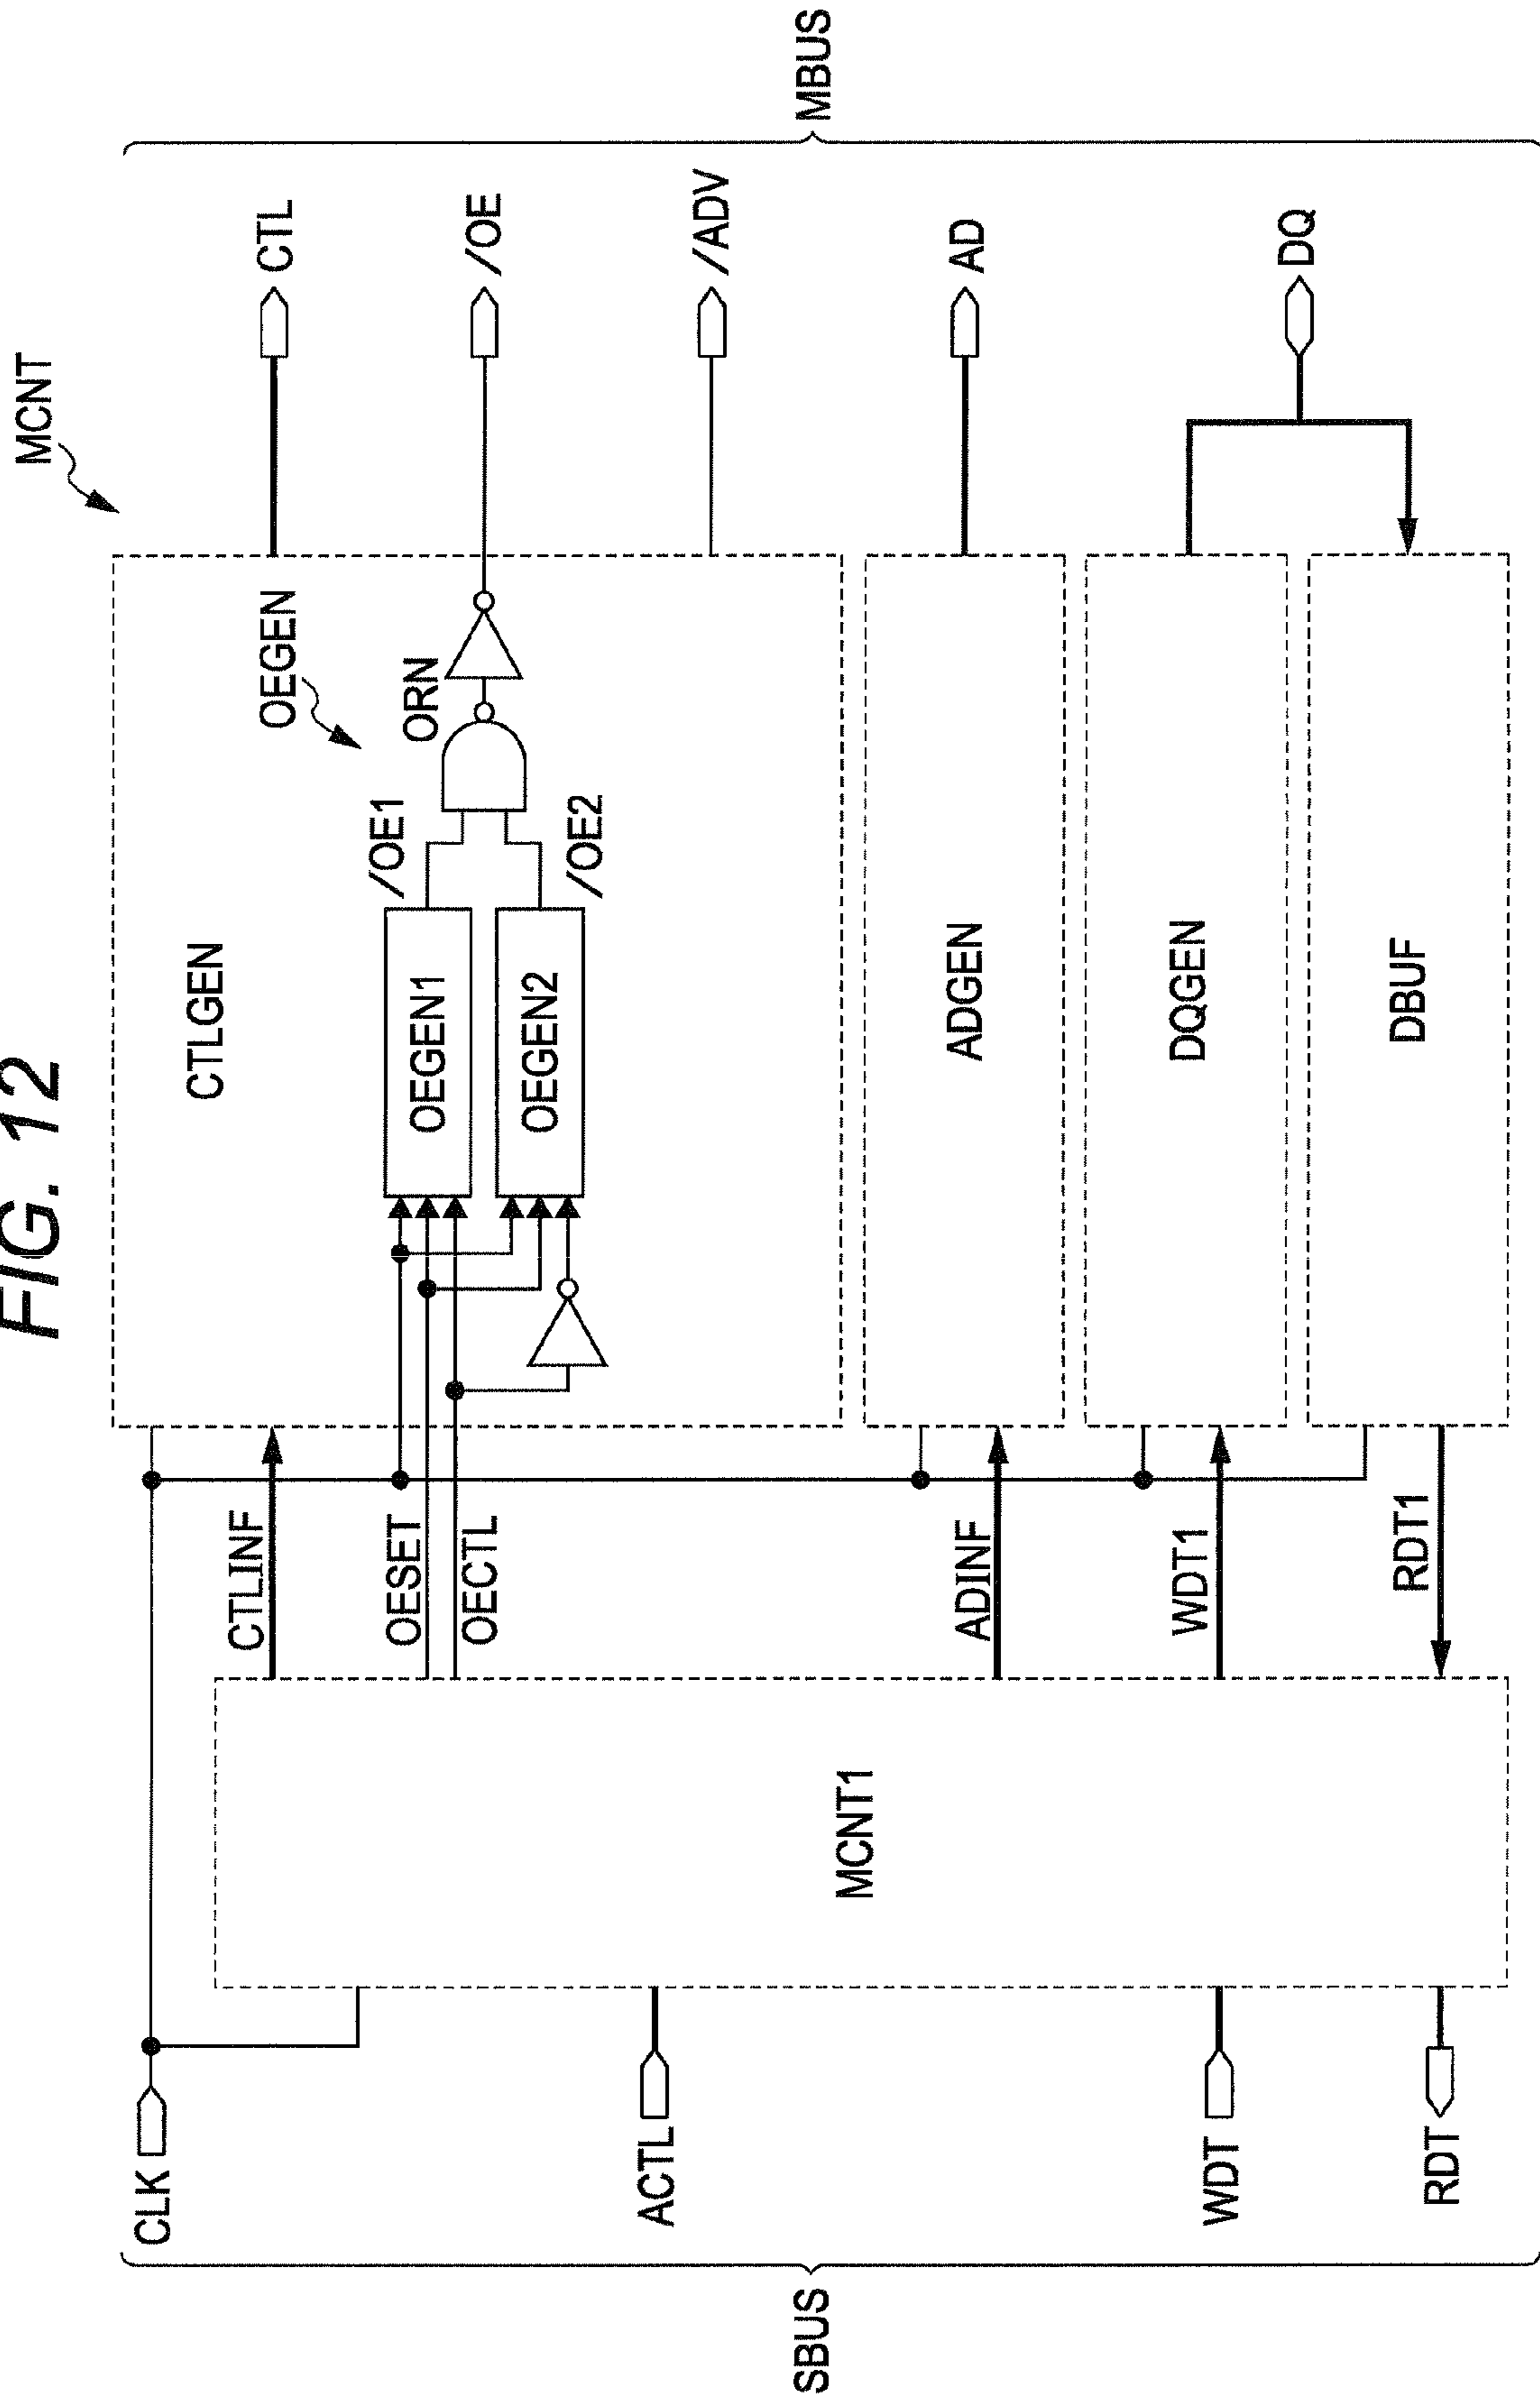 FIG. 12
MCNT
CLK
CTLINF
CTLGEN
OEGEN
CTL
OESET
OECTL
OEGEN1
OEGEN2
/OE1
/OE2
ORN
/OE
/ADV
ACTL
MCNT1
SBUS
MBUS
ADINF
ADGEN
AD
WDT
WDT1
DQGEN
DQ
RDT
RDT1
DBUF